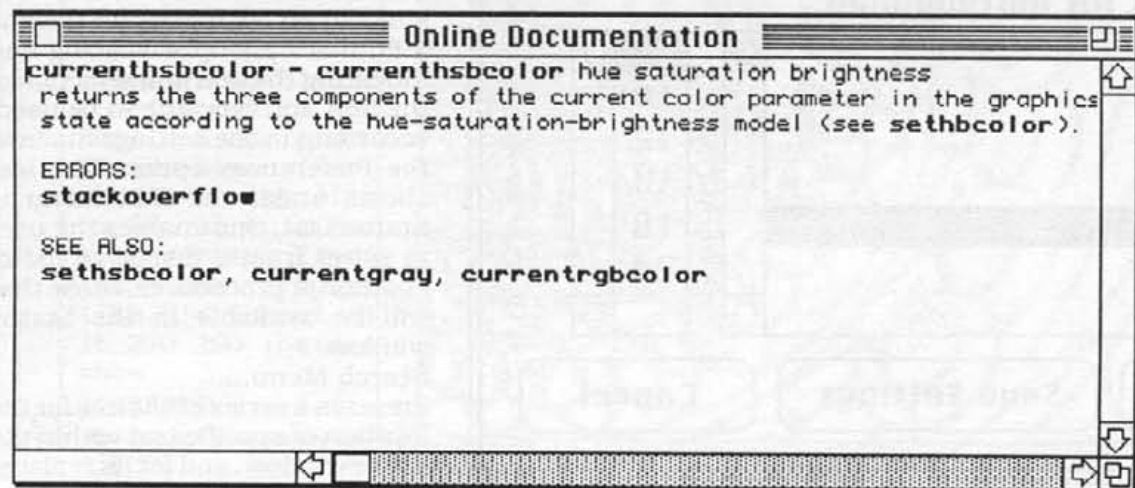 Online Documentation
currenthsbcolor - currenthsbcolor hue saturation brightness
returns the three components of the current color parameter in the graphics
state according to the hue-saturation-brightness model (see sethbcolor).
ERRORS:
stackoverflow
SEE ALSO:
sethsbcolor, currentgray, currentrgbcolor